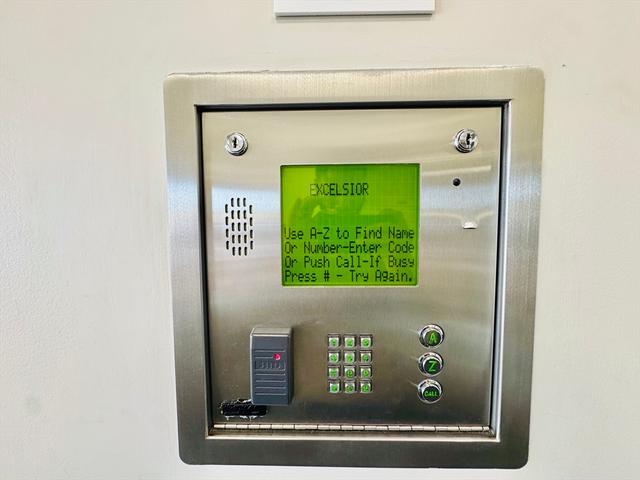 EXCELSIOR
Use A-Z to Find Name
Or Number-Enter Code
Or Push Call-If Busy
Press # - Try Again.
A
Z
CALL